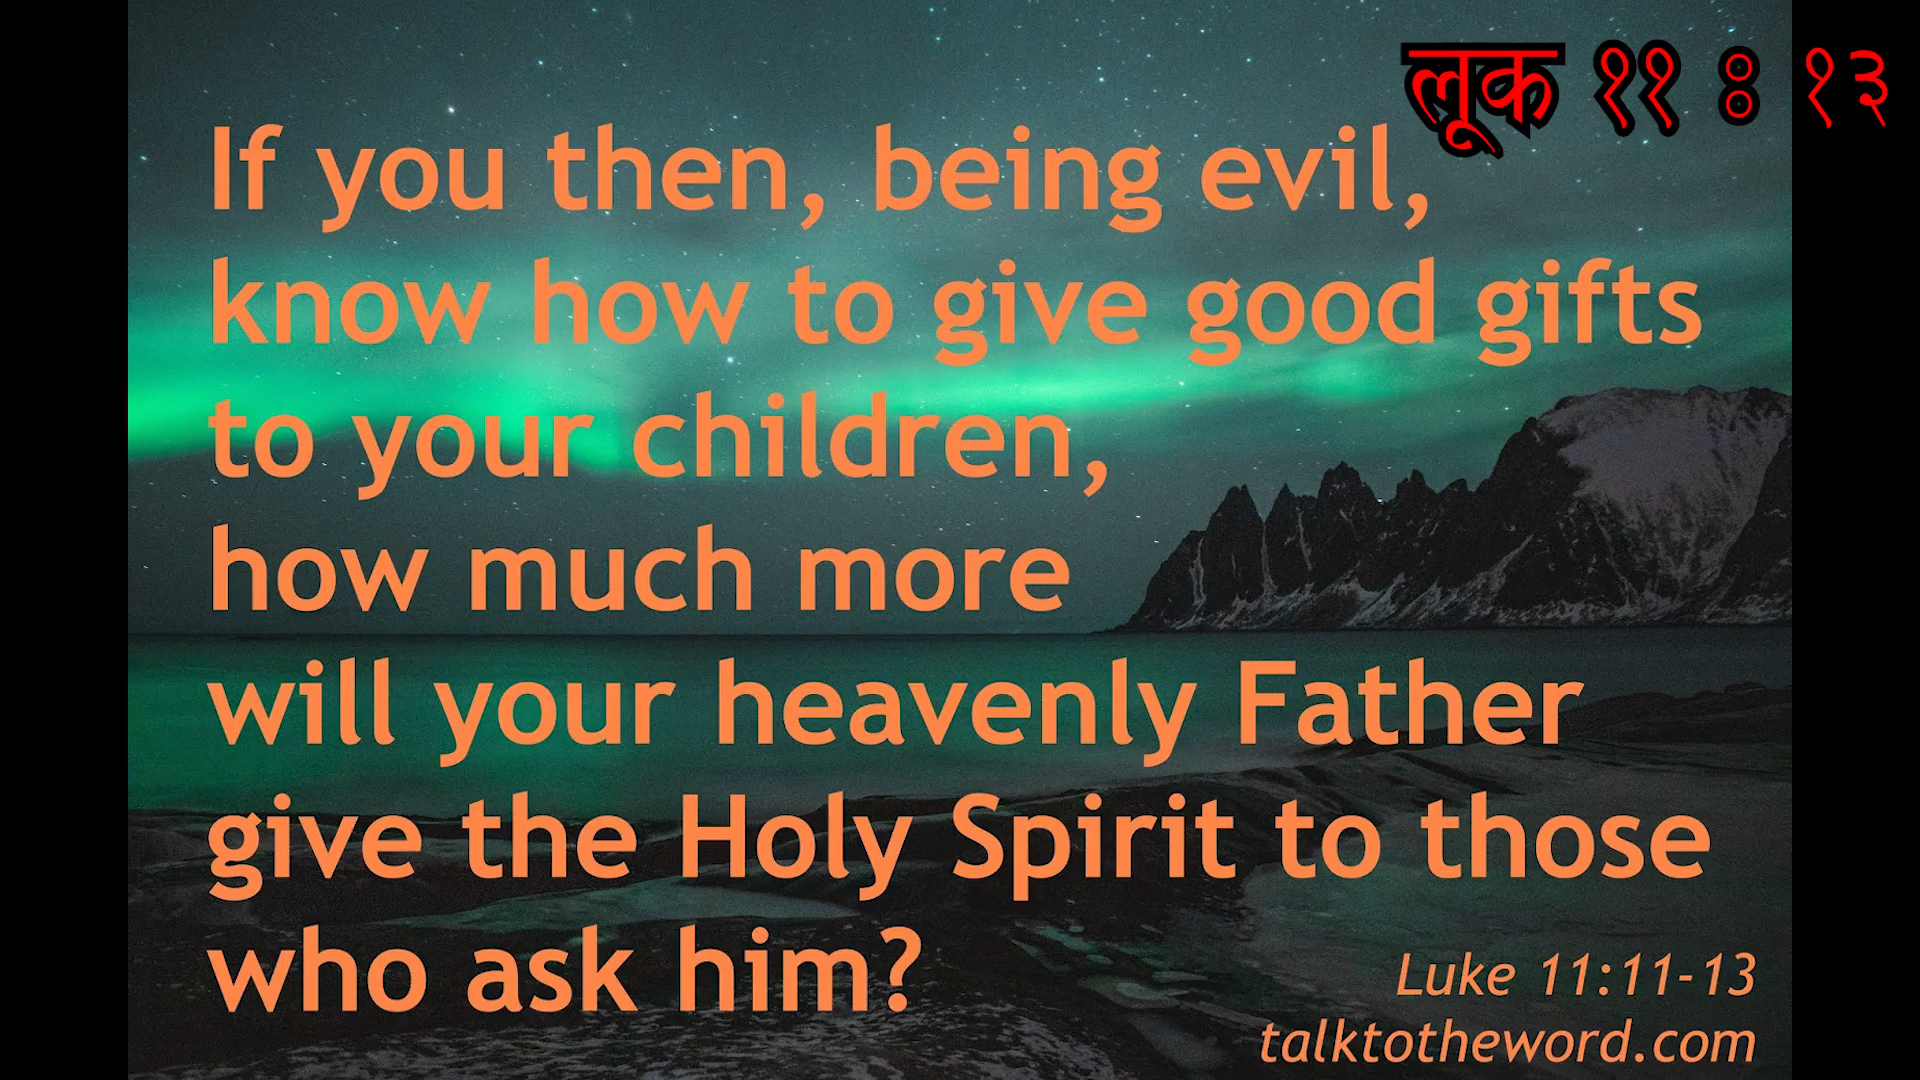 लूक ११ : १३
If you then, being evil,
know how to give good gifts
to your children,
how much more
will your heavenly Father
give the Holy Spirit to those
who ask him?
Luke 11:11-13
talktotheword.com